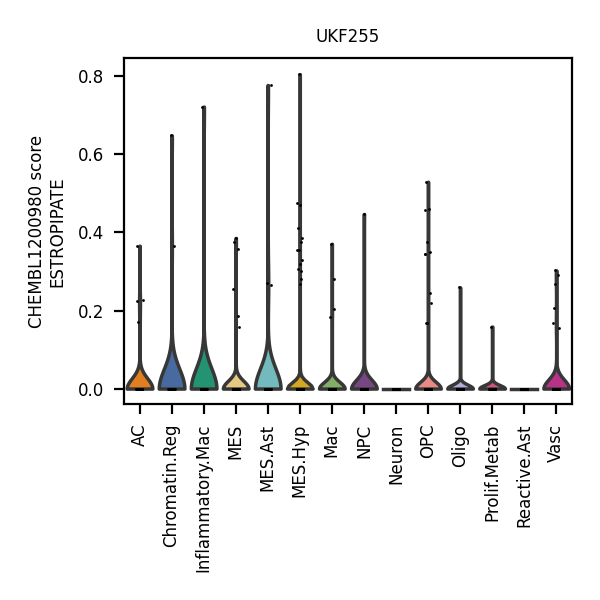 UKF255
CHEMBL1200980 score
ESTROPIPATE
0.8
0.6
0.4
0.2
0.0
AC
Chromatin.Reg
Inflammatory.Mac
MES
MES.Ast
MES.Hyp
Mac
NPC
Neuron
OPC
Oligo
Prolif.Metab
Reactive.Ast
Vasc